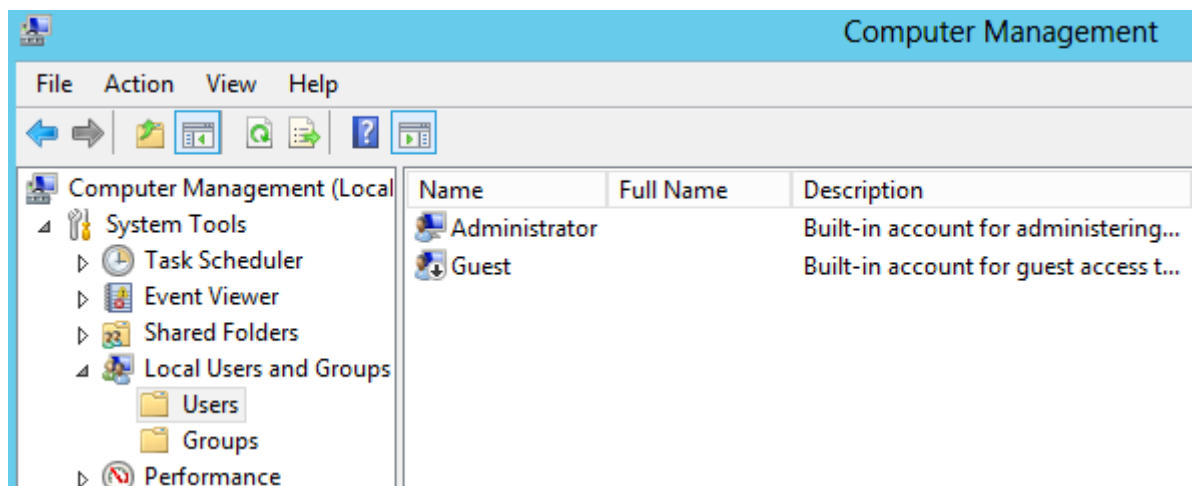 Computer Management
File Action View Help
Computer Management (Local
System Tools
Task Scheduler
Event Viewer
Shared Folders
Local Users and Groups
Users
Groups
Performance
Name Full Name Description
Administrator Built-in account for administering...
Guest Built-in account for guest access t...